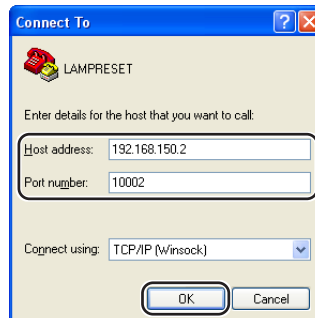 Connect To
LAMPRESET
Enter details for the host that you want to call:
Host address: 192.168.150.2
Port number: 10002
Connect using: TCP/IP (Winsock)
OK Cancel